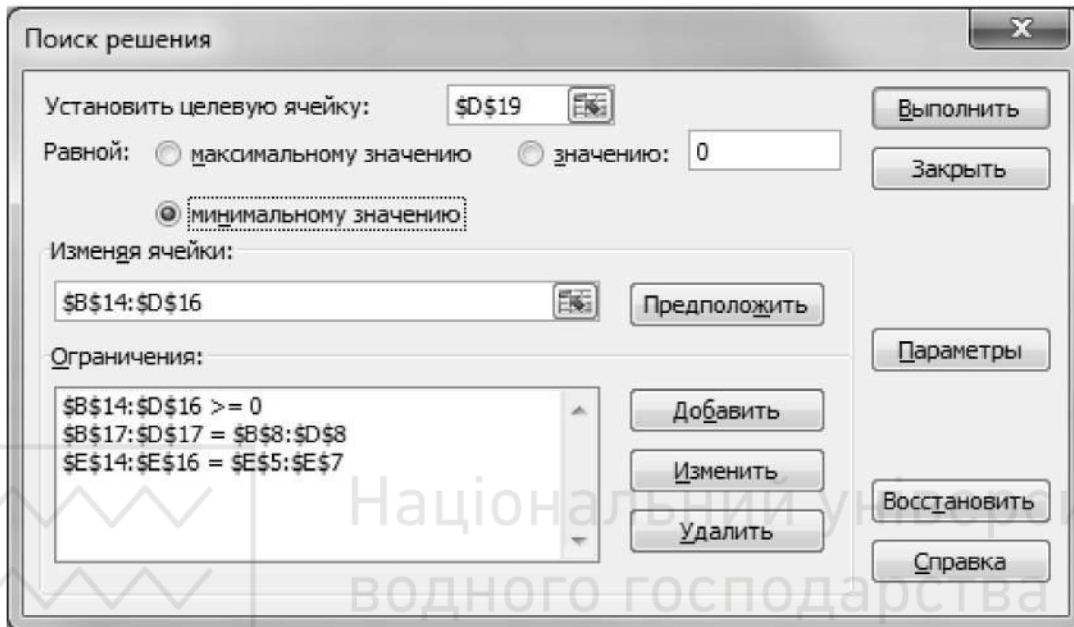 Поиск решения
x
Установить целевую ячейку: $D$19
Выполнить
Равной: максимальному значению значению: 0
Закрыть
минимальному значению
Изменяя ячейки:
$B$14:$D$16
Предположить
Ограничения:
Параметры
$B$14:$D$16 >= 0
Добавить
$B$17:$D$17 = $B$8:$D$8
$E$14:$E$16 = $E$5:$E$7
Изменить
Восстановить
Національний універси
Удалить
Справка
водного господарства